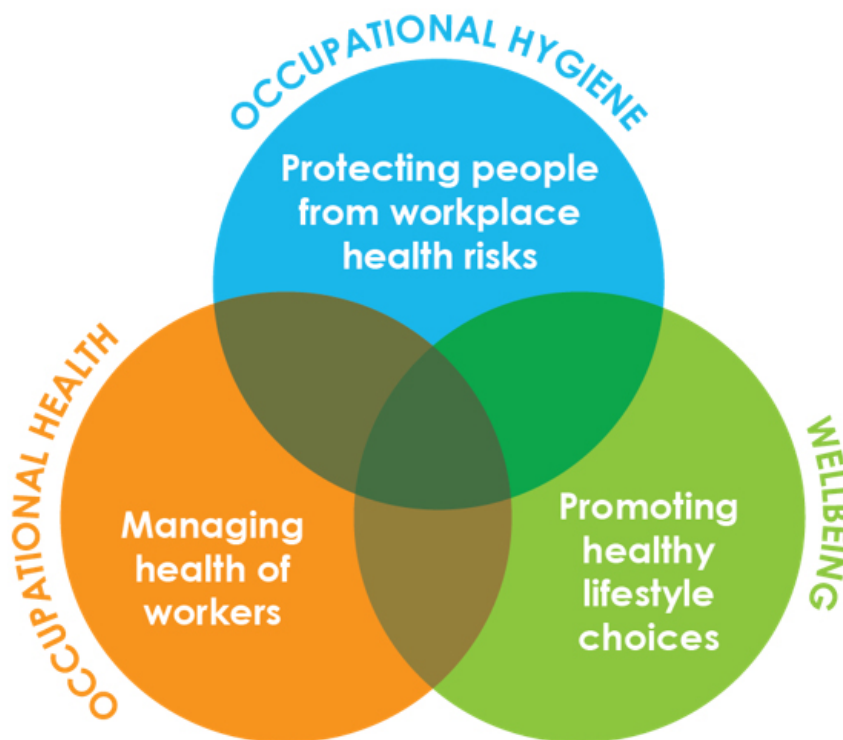 OCCUPATIONAL HYGIENE
Protecting people
from workplace
health risks
OCCUPATIONAL HEALTH
Managing
health of
workers
WELLBEING
Promoting
healthy
lifestyle
choices